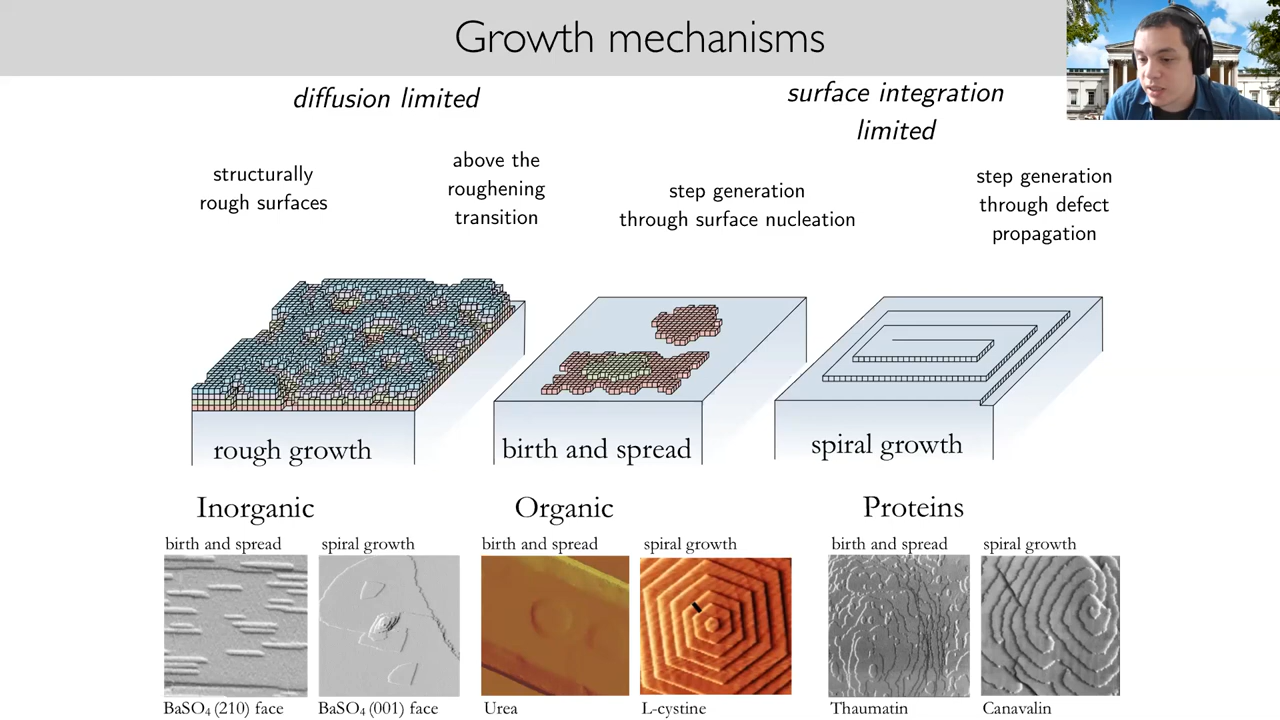 Growth mechanisms
diffusion limited
surface integration
limited
structurally
rough surfaces
above the
roughening
transition
step generation
through surface nucleation
step generation
through defect
propagation
rough growth
birth and spread
spiral growth
Inorganic
Organic
Proteins
birth and spread
spiral growth
birth and spread
spiral growth
birth and spread
spiral growth
BaSO₄ (210) face
BaSO₄ (001) face
Urea
L-cystine
Thaumatin
Canavalin